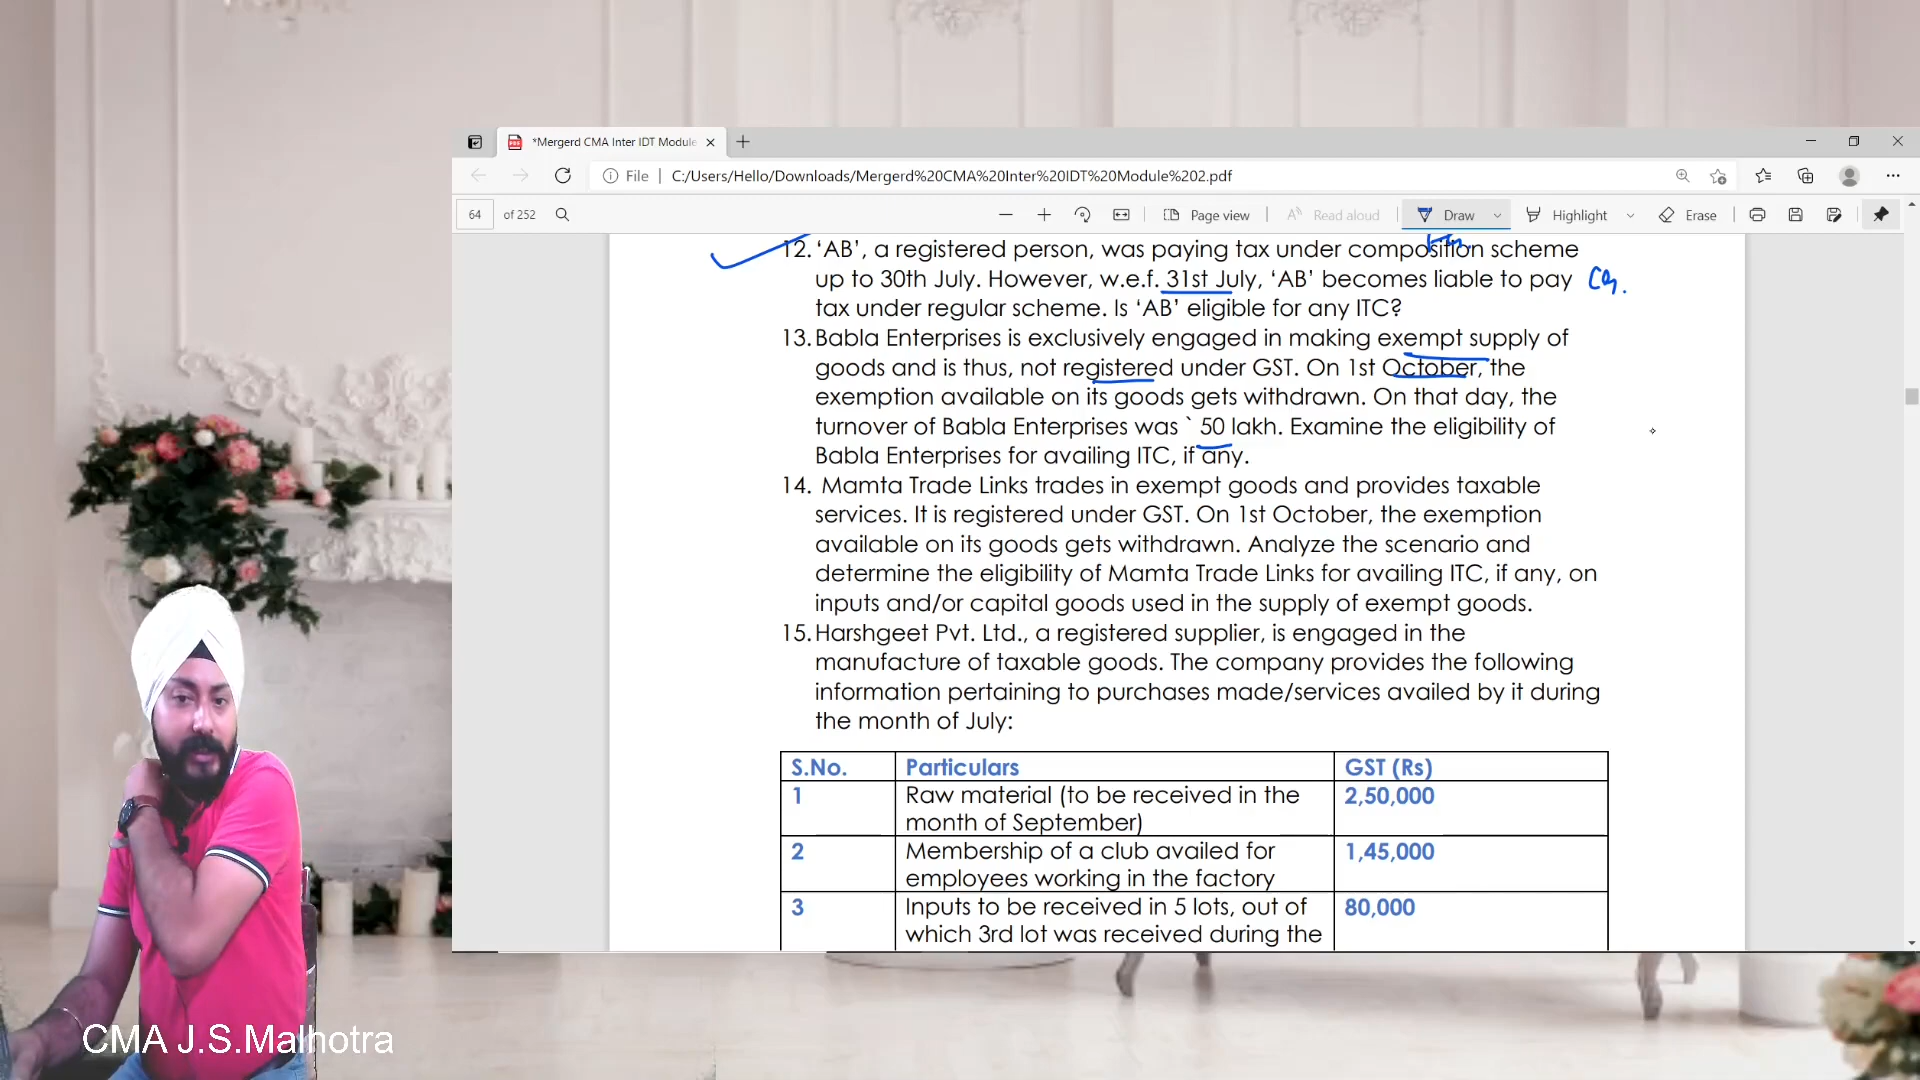 *Mergerd CMA Inter IDT Module
File
C:/Users/Hello/Downloads/Mergerd%20CMA%20Inter%20IDT%20Module%202.pdf
64 of 252
Page view
Read aloud
Draw
Highlight
Erase
12. ‘AB’, a registered person, was paying tax under composition scheme
up to 30th July. However, w.e.f. 31st July, ‘AB’ becomes liable to pay
tax under regular scheme. Is ‘AB’ eligible for any ITC?
13. Babla Enterprises is exclusively engaged in making exempt supply of
goods and is thus, not registered under GST. On 1st October, the
exemption available on its goods gets withdrawn. On that day, the
turnover of Babla Enterprises was ` 50 lakh. Examine the eligibility of
Babla Enterprises for availing ITC, if any.
14. Mamta Trade Links trades in exempt goods and provides taxable
services. It is registered under GST. On 1st October, the exemption
available on its goods gets withdrawn. Analyze the scenario and
determine the eligibility of Mamta Trade Links for availing ITC, if any, on
inputs and/or capital goods used in the supply of exempt goods.
15. Harshgeet Pvt. Ltd., a registered supplier, is engaged in the
manufacture of taxable goods. The company provides the following
information pertaining to purchases made/services availed by it during
the month of July:
S.No. Particulars GST (Rs)
1 Raw material (to be received in the 2,50,000
month of September)
2 Membership of a club availed for 1,45,000
employees working in the factory
3 Inputs to be received in 5 lots, out of 80,000
which 3rd lot was received during the
CMA J.S.Malhotra